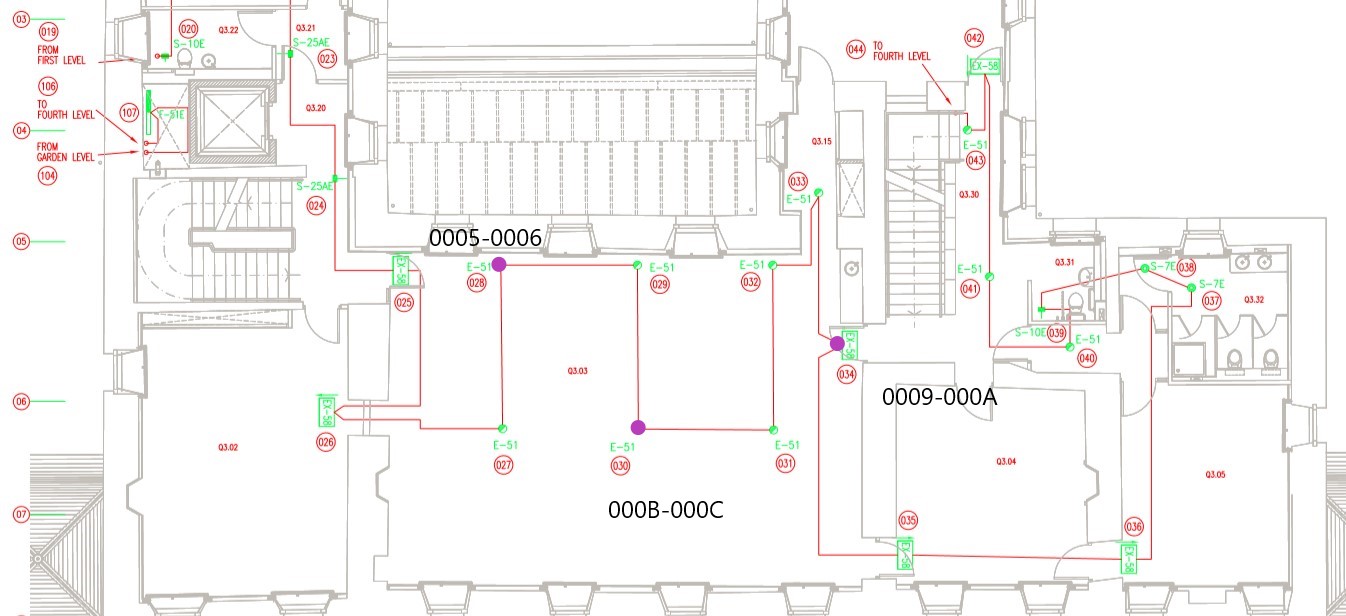 03
019
FROM
FIRST LEVEL
106
TO
FOURTH LEVEL
04
FROM
GARDEN LEVEL
104
05
06
07
020
S-10E
Q3.22
Q3.21
S-25AE
023
107
E-51E
Q3.20
S-25AE
024
EX-58
025
EX-58
026
Q3.02
0005-0006
E-51
028
E-51
029
E-51
032
Q3.03
E-51
027
E-51
030
E-51
031
000B-000C
Q3.15
033
E-51
EX-58
034
0009-000A
044
TO
FOURTH LEVEL
042
EX-58
E-51
043
Q3.30
E-51
041
Q3.31
S-10E
039
E-51
040
S-7E
038
S-7E
037
Q3.32
Q3.04
Q3.05
035
EX-58
036
EX-58